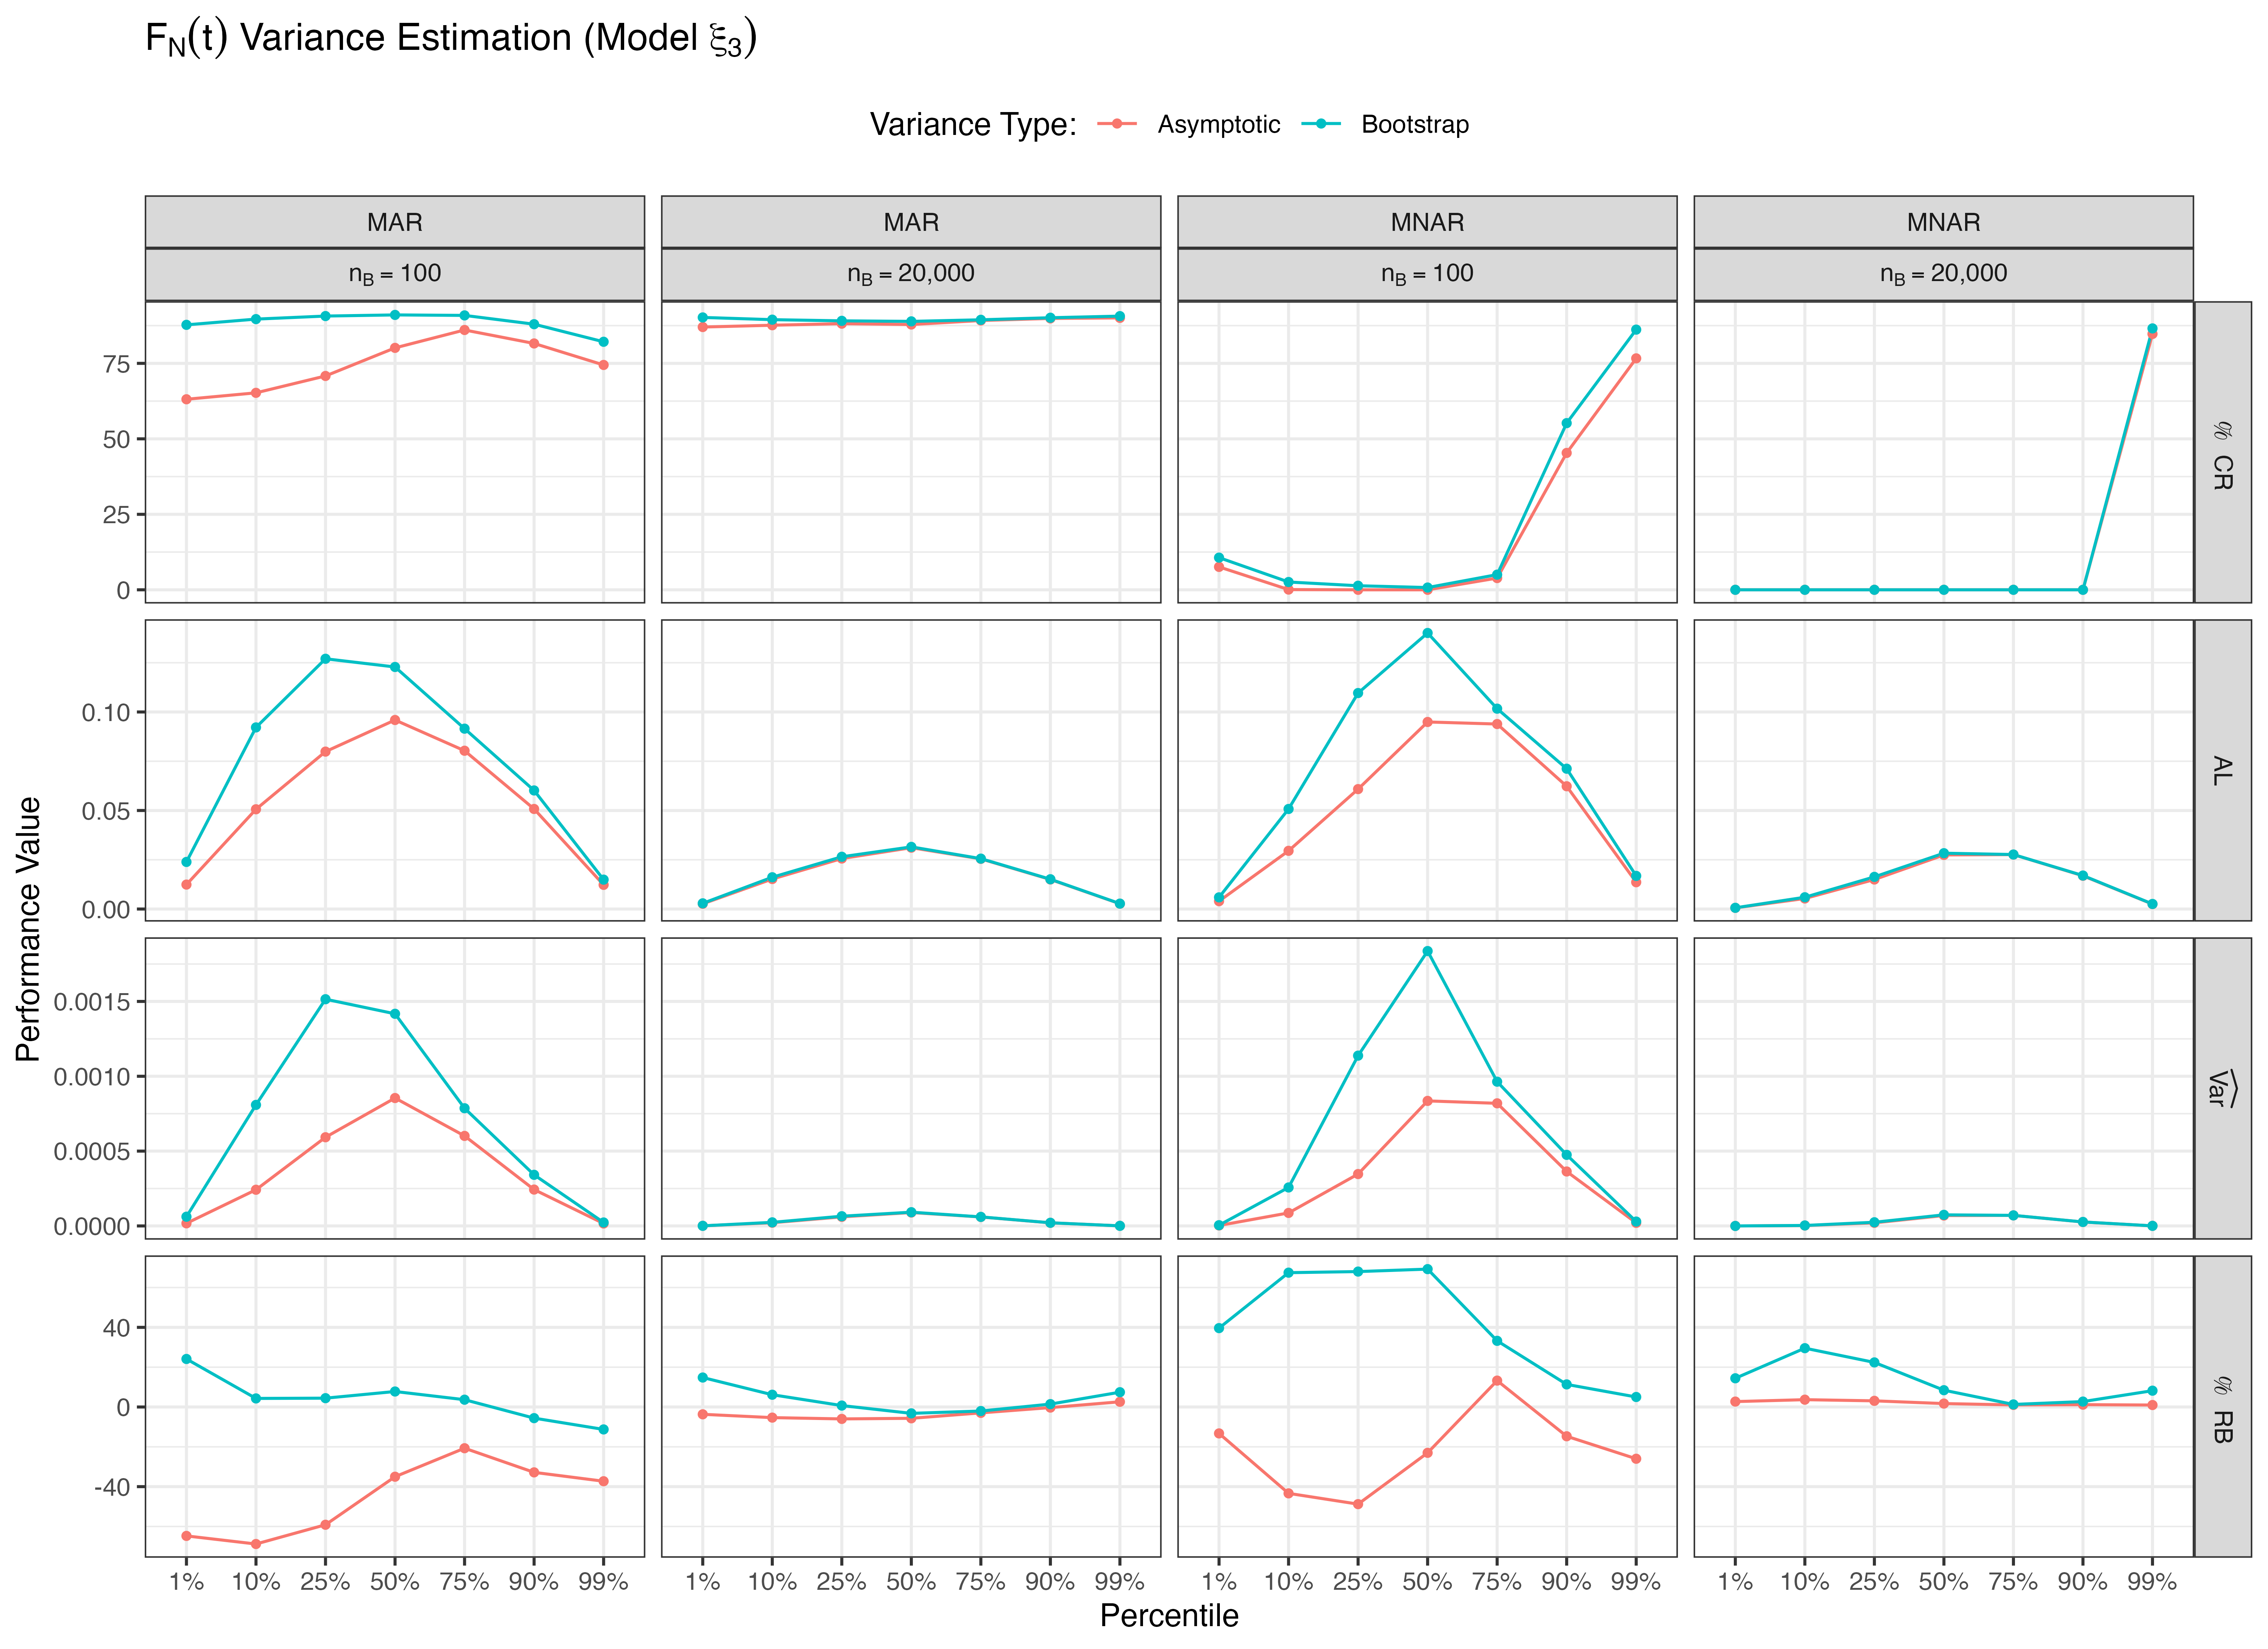 F_N(t) Variance Estimation (Model ξ_3)
Variance Type: Asymptotic Bootstrap
MAR MAR MNAR MNAR
n_B = 100 n_B = 20,000 n_B = 100 n_B = 20,000
75
50
25
0
% CR
0.10
0.05
0.00
AL
0.0015
0.0010
0.0005
0.0000
V̂ar
40
0
-40
% RB
Performance Value
1% 10% 25% 50% 75% 90% 99% 1% 10% 25% 50% 75% 90% 99% 1% 10% 25% 50% 75% 90% 99% 1% 10% 25% 50% 75% 90% 99%
Percentile